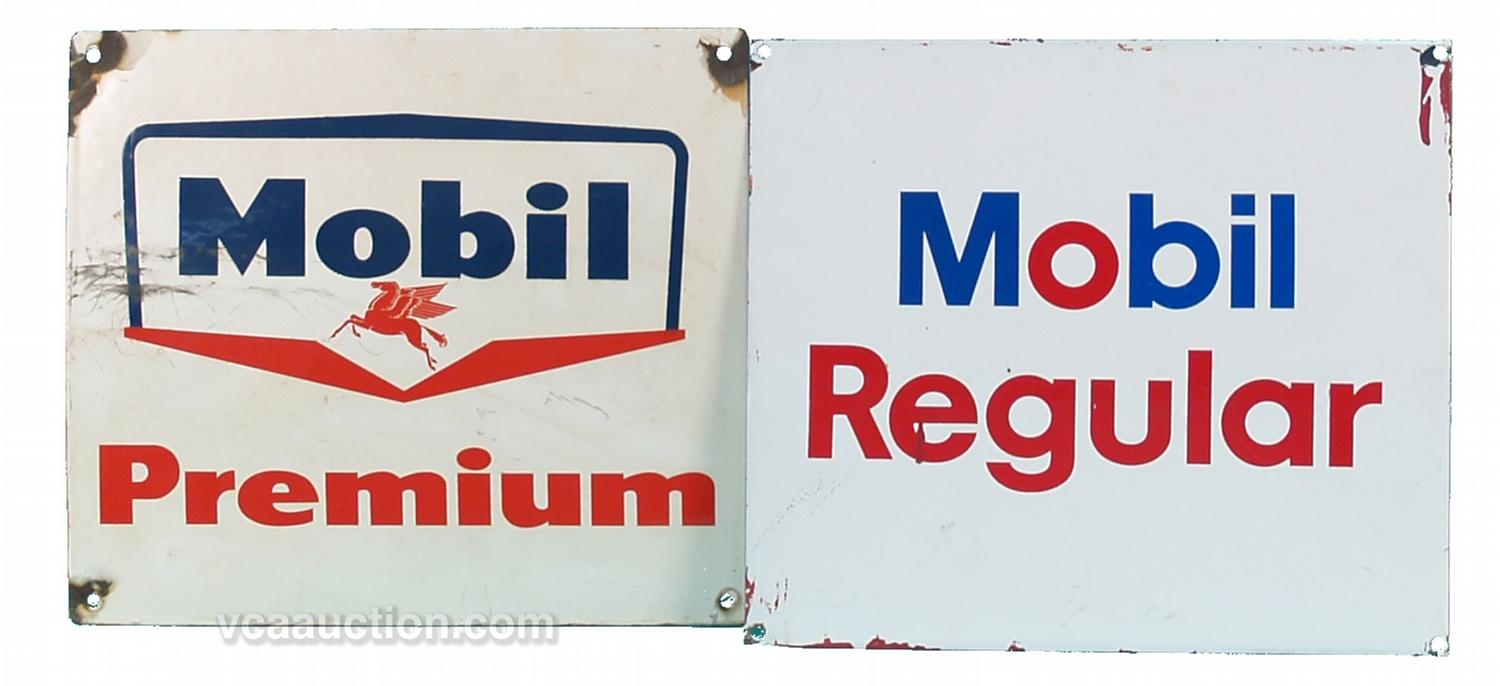 Mobil
Premium
Mobil
Regular
vcaauction.com